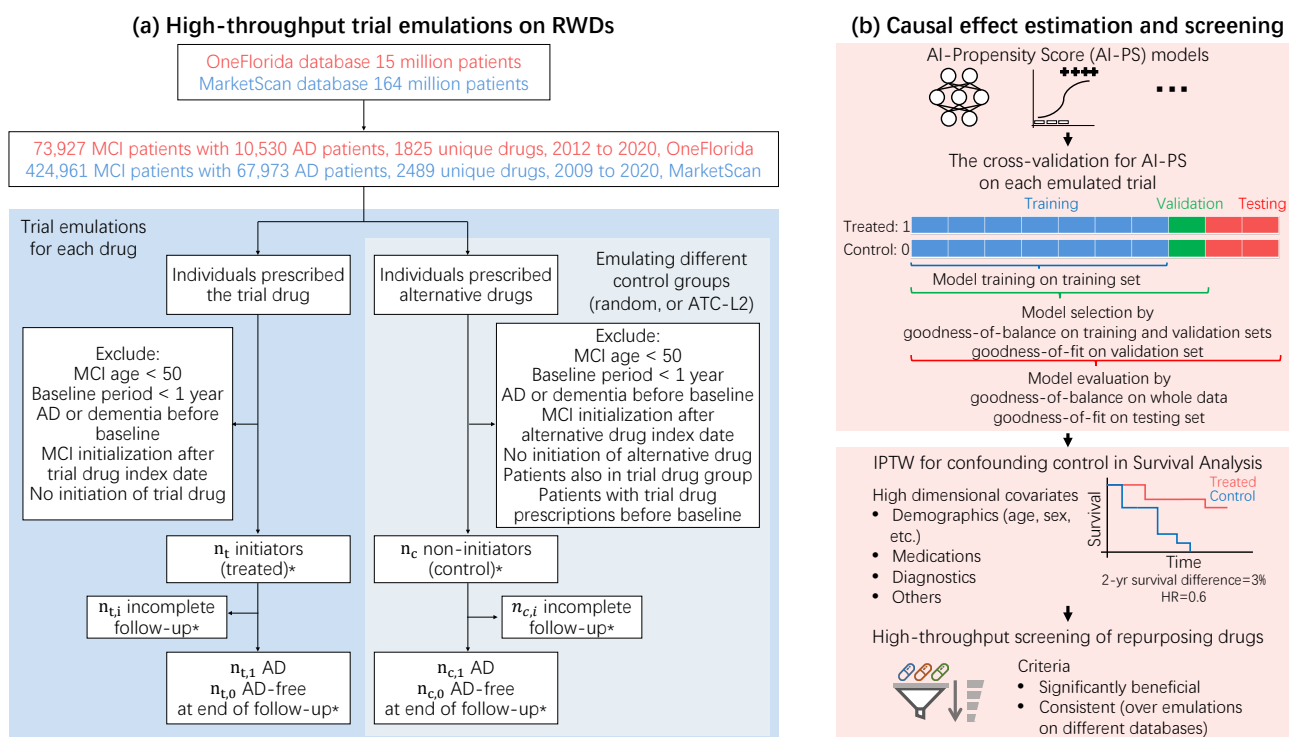 (a) High-throughput trial emulations on RWDs
OneFlorida database 15 million patients
MarketScan database 164 million patients
73,927 MCI patients with 10,530 AD patients, 1825 unique drugs, 2012 to 2020, OneFlorida
424,961 MCI patients with 67,973 AD patients, 2489 unique drugs, 2009 to 2020, MarketScan
Trial emulations
for each drug
Individuals prescribed
the trial drug
Individuals prescribed
alternative drugs
Emulating different
control groups
(random, or ATC-L2)
Exclude:
MCI age < 50
Baseline period < 1 year
AD or dementia before
baseline
MCI initialization after
trial drug index date
No initiation of trial drug
Exclude:
MCI age < 50
Baseline period < 1 year
AD or dementia before baseline
MCI initialization after
alternative drug index date
No initiation of alternative drug
Patients also in trial drug group
Patients with trial drug
prescriptions before baseline
n_t initiators
(treated)*
n_c non-initiators
(control)*
n_t,i incomplete
follow-up*
n_c,i incomplete
follow-up*
n_t,1 AD
n_t,0 AD-free
at end of follow-up*
n_c,1 AD
n_c,0 AD-free
at end of follow-up*
(b) Causal effect estimation and screening
AI-Propensity Score (AI-PS) models
The cross-validation for AI-PS
on each emulated trial
Training Validation Testing
Treated: 1
Control: 0
Model training on training set
Model selection by
goodness-of-balance on training and validation sets
goodness-of-fit on validation set
Model evaluation by
goodness-of-balance on whole data
goodness-of-fit on testing set
IPTW for confounding control in Survival Analysis
High dimensional covariates
• Demographics (age, sex,
etc.)
• Medications
• Diagnostics
• Others
Treated
Control
Survival
Time
2-yr survival difference=3%
HR=0.6
High-throughput screening of repurposing drugs
Criteria
• Significantly beneficial
• Consistent (over emulations
on different databases)